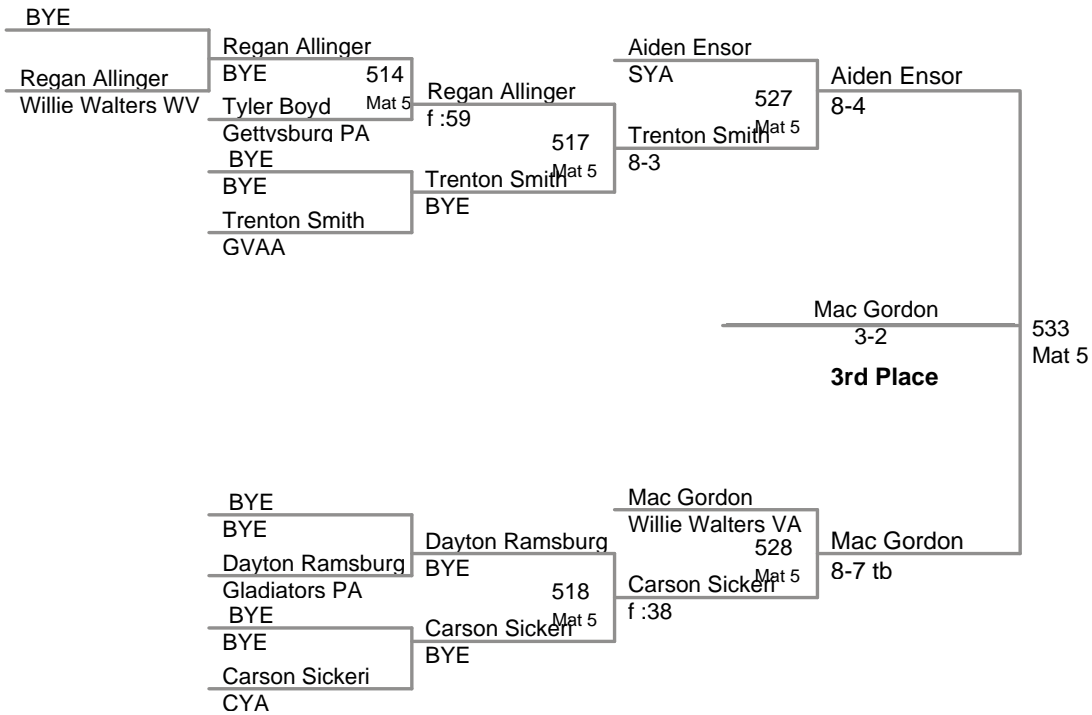 BYE
Regan Allinger
Willie Walters WV
Regan Allinger
BYE
514
Mat 5
Tyler Boyd
Gettysburg PA
BYE
BYE
Trenton Smith
GVAA
Regan Allinger
f :59
517
Mat 5
Trenton Smith
BYE
Aiden Ensor
SYA
527
Mat 5
Trenton Smith
8-3
Aiden Ensor
8-4
Mac Gordon
3-2
3rd Place
533
Mat 5
BYE
BYE
Dayton Ramsburg
Gladiators PA
BYE
BYE
Carson Sickeri
CYA
Dayton Ramsburg
BYE
518
Mat 5
Carson Sickeri
BYE
Mac Gordon
Willie Walters VA
528
Mat 5
Carson Sickeri
f :38
Mac Gordon
8-7 tb